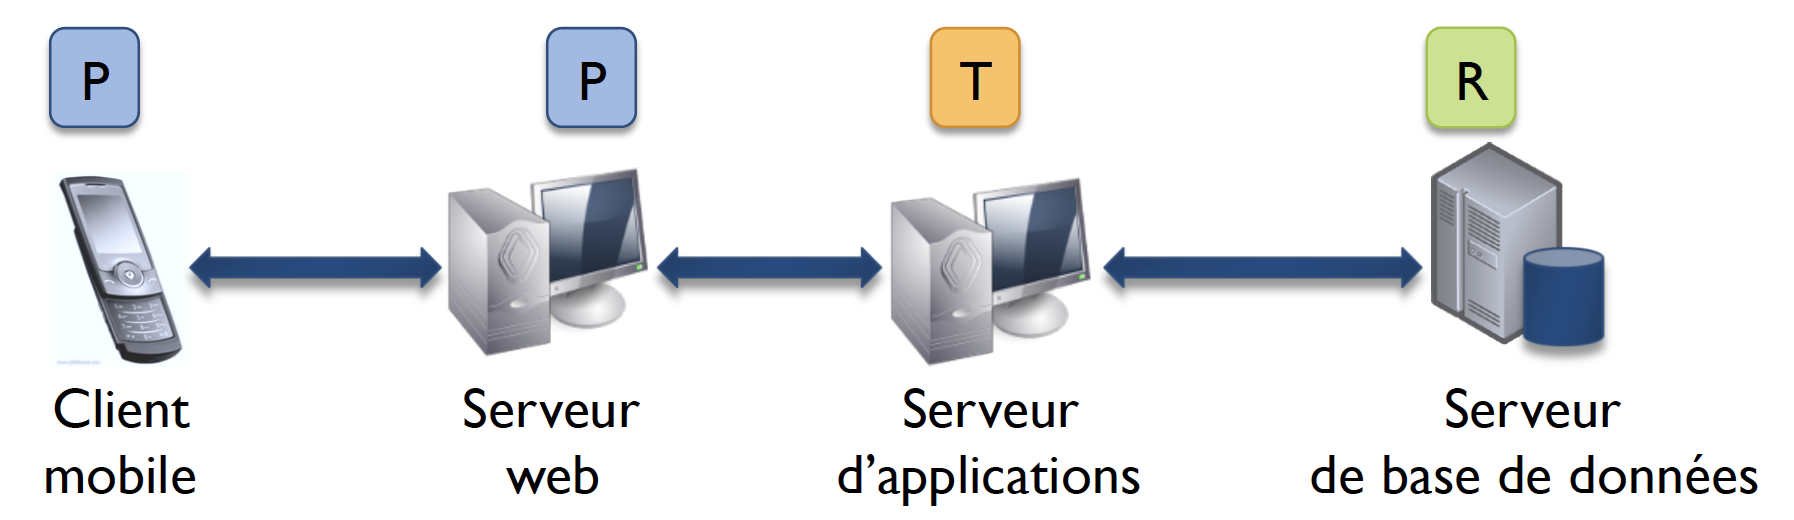 P P T R
Client Serveur Serveur Serveur
mobile web d’applications de base de données